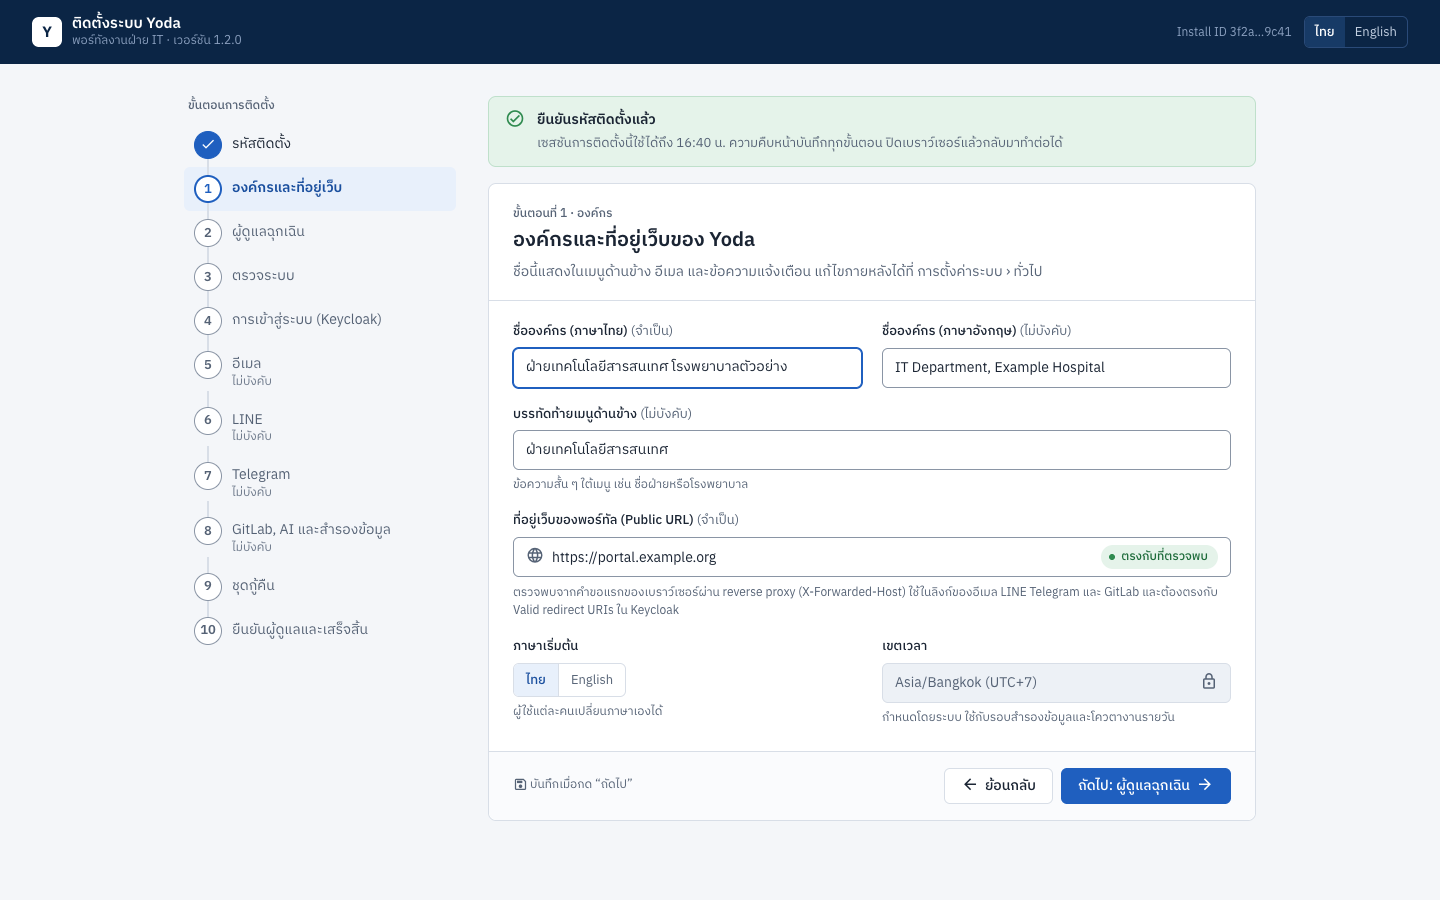 Y
ติดตั้งระบบ Yoda
พอร์ทัลงานฝ่าย IT · เวอร์ชัน 1.2.0
Install ID 3f2a…9c41
ไทย
English
ขั้นตอนการติดตั้ง
รหัสติดตั้ง
1
องค์กรและที่อยู่เว็บ
2
ผู้ดูแลฉุกเฉิน
3
ตรวจระบบ
4
การเข้าสู่ระบบ (Keycloak)
5
อีเมล
ไม่บังคับ
6
LINE
ไม่บังคับ
7
Telegram
ไม่บังคับ
8
GitLab, AI และสำรองข้อมูล
ไม่บังคับ
9
ชุดกู้คืน
10
ยืนยันผู้ดูแลและเสร็จสิ้น
ยืนยันรหัสติดตั้งแล้ว
เซสชันการติดตั้งนี้ใช้ได้ถึง 16:40 น. ความคืบหน้าบันทึกทุกขั้นตอน ปิดเบราว์เซอร์แล้วกลับมาทำต่อได้
ขั้นตอนที่ 1 · องค์กร
องค์กรและที่อยู่เว็บของ Yoda
ชื่อนี้แสดงในเมนูด้านข้าง อีเมล และข้อความแจ้งเตือน แก้ไขภายหลังได้ที่ การตั้งค่าระบบ › ทั่วไป
ชื่อองค์กร (ภาษาไทย) (จำเป็น)
ฝ่ายเทคโนโลยีสารสนเทศ โรงพยาบาลตัวอย่าง
ชื่อองค์กร (ภาษาอังกฤษ) (ไม่บังคับ)
IT Department, Example Hospital
บรรทัดท้ายเมนูด้านข้าง (ไม่บังคับ)
ฝ่ายเทคโนโลยีสารสนเทศ
ข้อความสั้น ๆ ใต้เมนู เช่น ชื่อฝ่ายหรือโรงพยาบาล
ที่อยู่เว็บของพอร์ทัล (Public URL) (จำเป็น)
https://portal.example.org
ตรงกับที่ตรวจพบ
ตรวจพบจากคำขอแรกของเบราว์เซอร์ผ่าน reverse proxy (X-Forwarded-Host) ใช้ในลิงก์ของอีเมล LINE Telegram และ GitLab และต้องตรงกับ
Valid redirect URIs ใน Keycloak
ภาษาเริ่มต้น
ไทย
English
ผู้ใช้แต่ละคนเปลี่ยนภาษาเองได้
เขตเวลา
Asia/Bangkok (UTC+7)
กำหนดโดยระบบ ใช้กับรอบสำรองข้อมูลและโควตางานรายวัน
บันทึกเมื่อกด “ถัดไป”
ย้อนกลับ
ถัดไป: ผู้ดูแลฉุกเฉิน